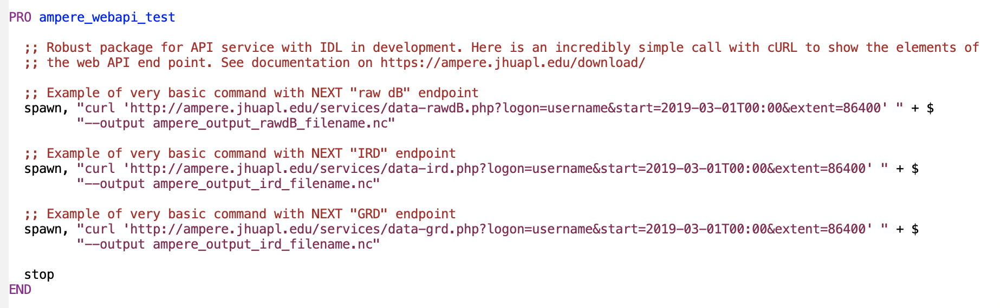 PRO ampere_webapi_test
;; Robust package for API service with IDL in development. Here is an incredibly simple call with cURL to show the elements of
;; the web API end point. See documentation on https://ampere.jhuapl.edu/download/
;; Example of very basic command with NEXT "raw dB" endpoint
spawn, "curl 'http://ampere.jhuapl.edu/services/data-rawdB.php?logon=username&start=2019-03-01T00:00&extent=86400' " + $
"--output ampere_output_rawdB_filename.nc"
;; Example of very basic command with NEXT "IRD" endpoint
spawn, "curl 'http://ampere.jhuapl.edu/services/data-ird.php?logon=username&start=2019-03-01T00:00&extent=86400' " + $
"--output ampere_output_ird_filename.nc"
;; Example of very basic command with NEXT "GRD" endpoint
spawn, "curl 'http://ampere.jhuapl.edu/services/data-grd.php?logon=username&start=2019-03-01T00:00&extent=86400' " + $
"--output ampere_output_ird_filename.nc"
stop
END